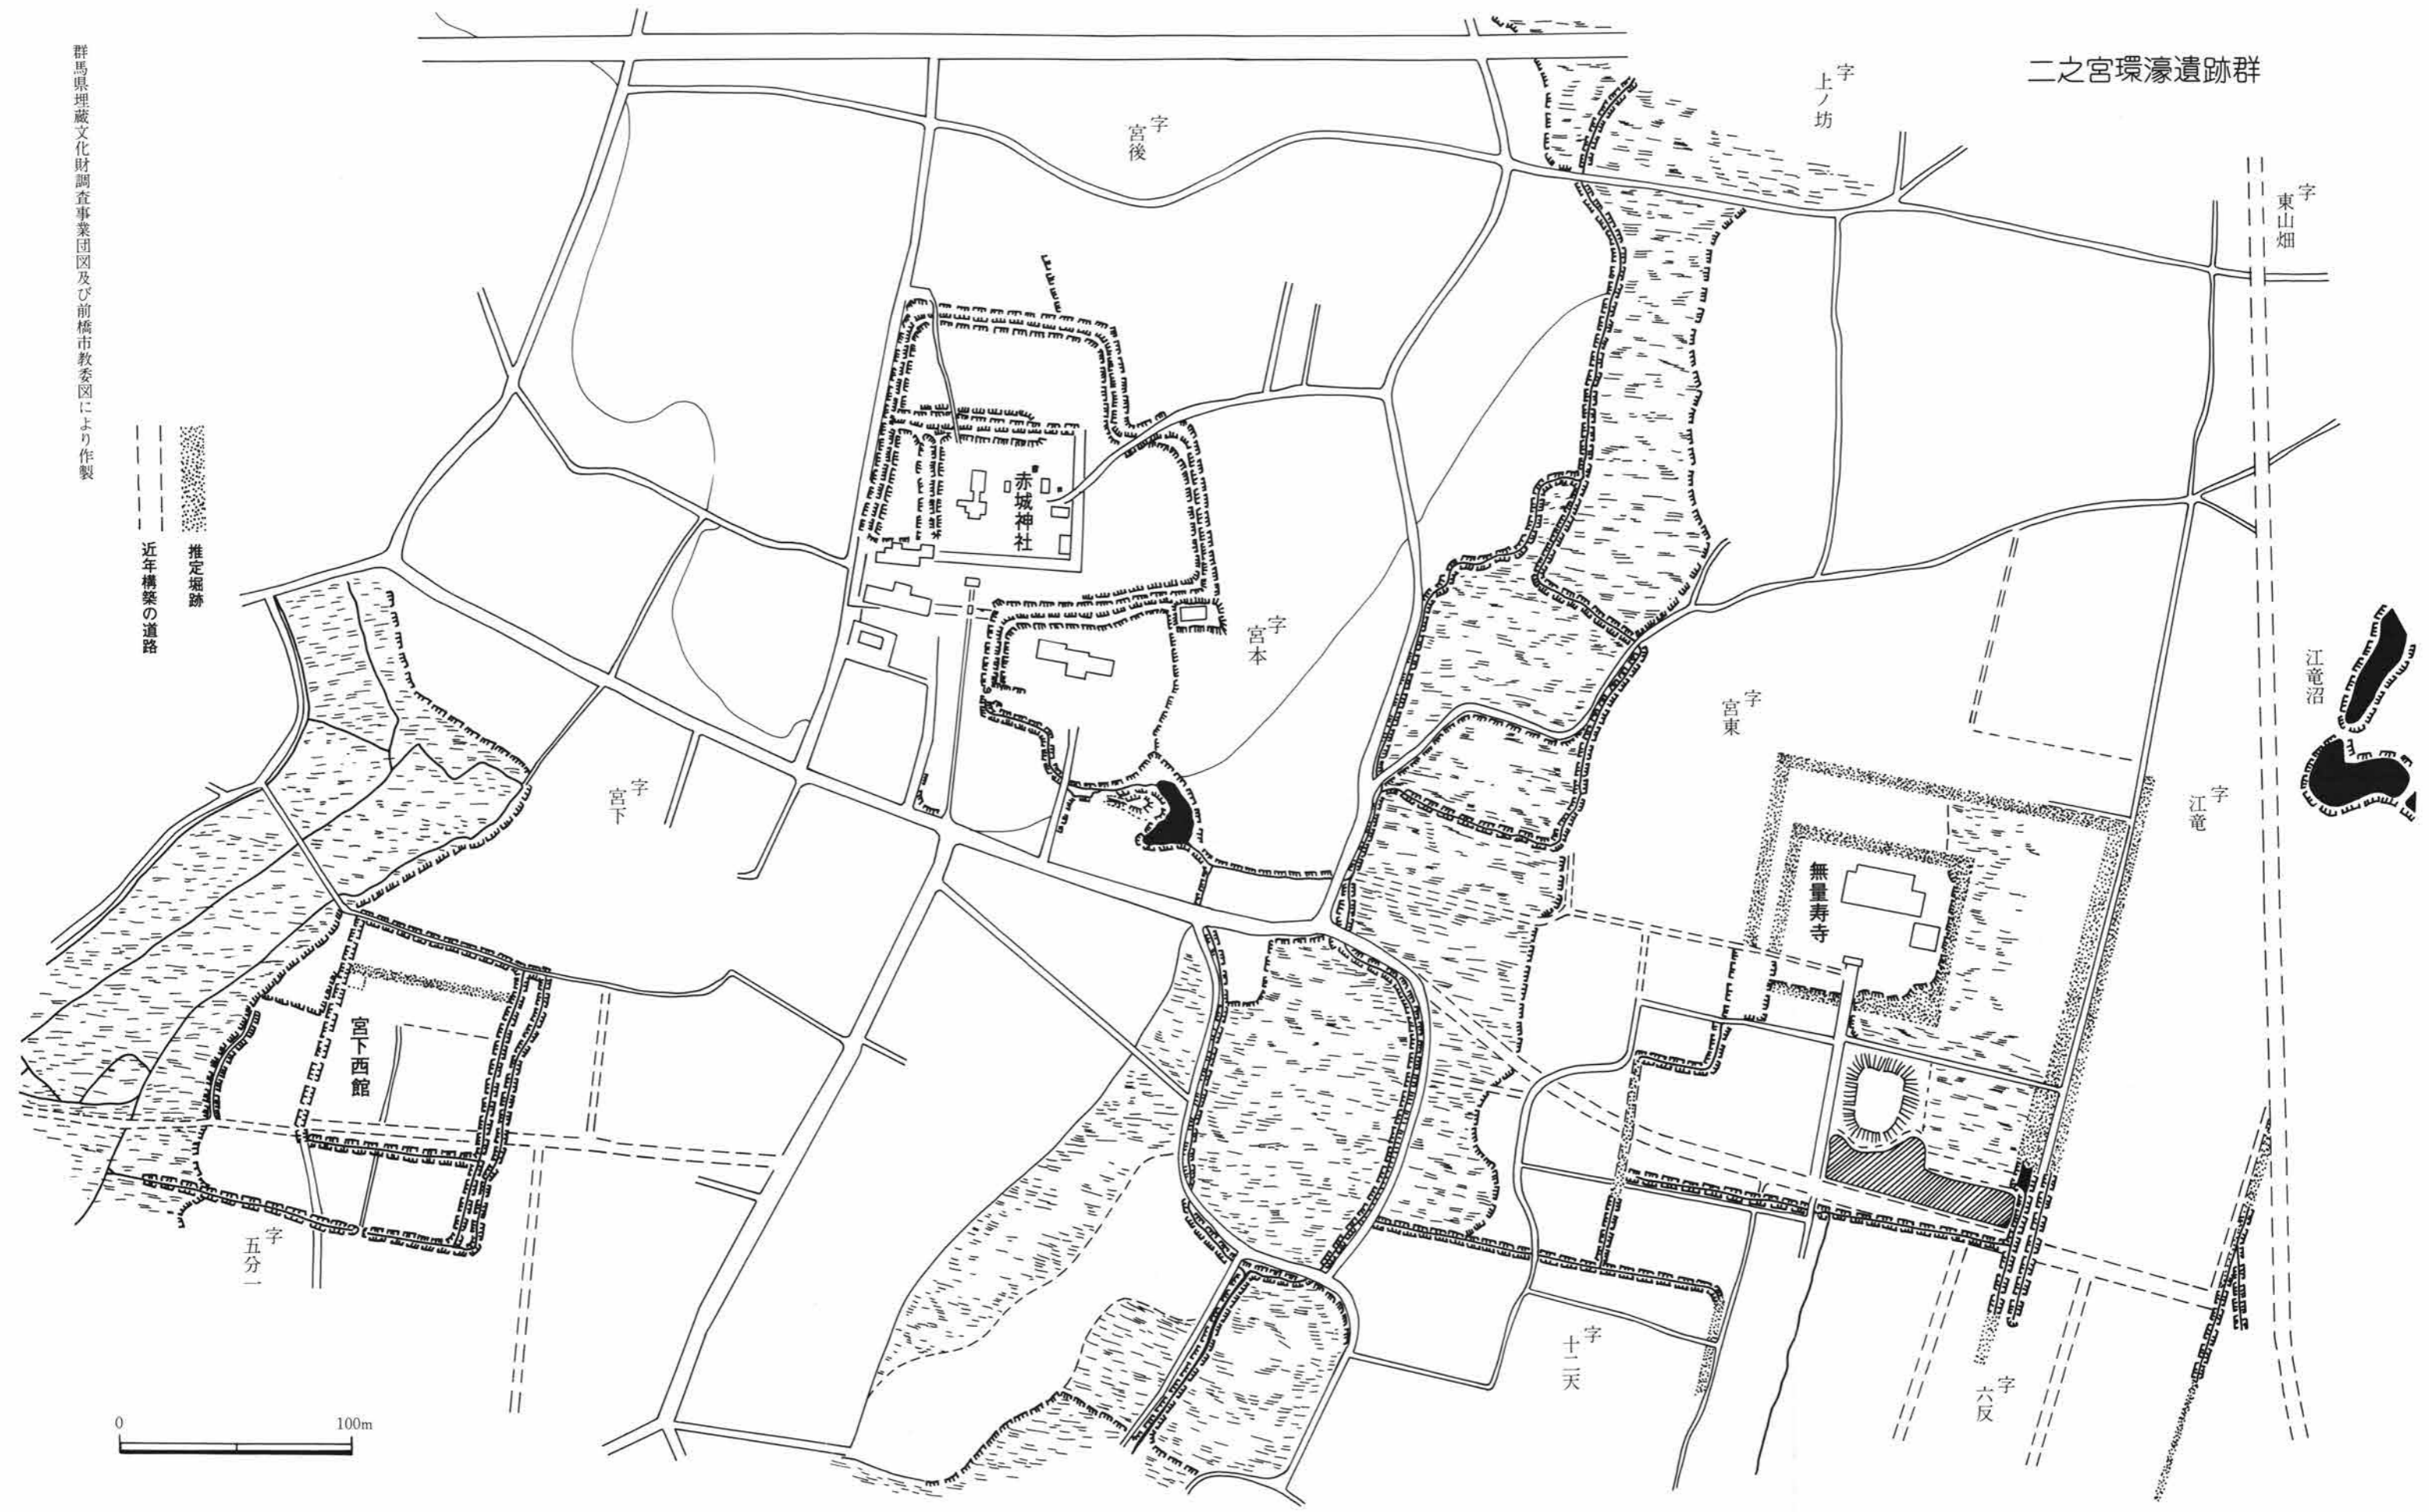 二之宮環濠遺跡群
字 東山畑
江竜沼
字 江竜
字 六反
字 上ノ坊
無量寿寺
字 宮東
字 十二天
字 宮本
字 宮後
赤城神社
字 宮下
宮下西館
字 五分一
推定堀跡
近年構築の道路
群馬県埋蔵文化財調査事業団図及び前橋市教委図により作製
0 100m